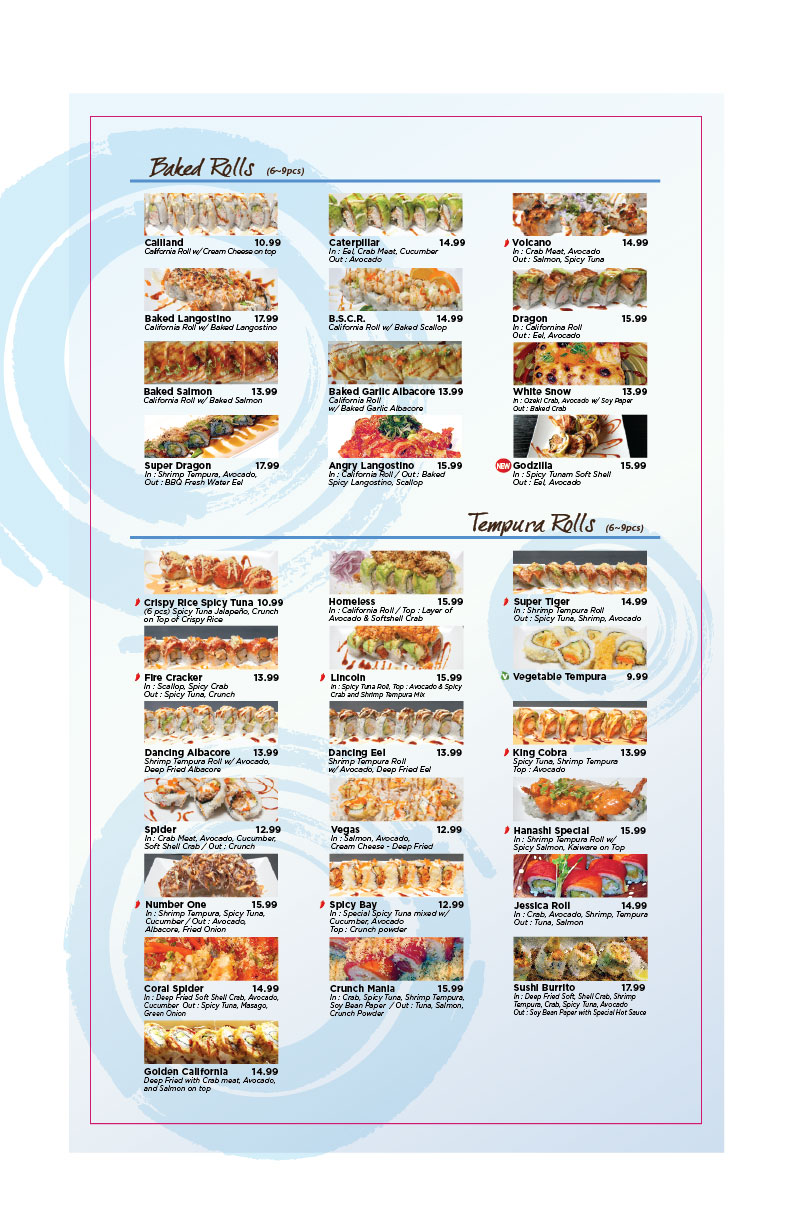 Baked Rolls (6~9pcs)
Caliland 10.99
California Roll w/Cream Cheese on top
Caterpillar 14.99
In : Eel, Crab Meat, Cucumber
Out : Avocado
Volcano 14.99
In : Crab Meat, Avocado
Out : Salmon, Spicy Tuna
Baked Langostino 17.99
California Roll w/ Baked Langostino
B.S.C.R. 14.99
California Roll w/ Baked Scallop
Dragon 15.99
In : Californina Roll
Out : Eel, Avocado
Baked Salmon 13.99
California Roll w/ Baked Salmon
Baked Garlic Albacore 13.99
California Roll
w/ Baked Garlic Albacore
White Snow 13.99
In : Ozeki Crab, Avocado w/ Soy Paper
Out : Baked Crab
Super Dragon 17.99
In : Shrimp Tempura, Avocado,
Out : BBQ Fresh Water Eel
Angry Langostino 15.99
In : California Roll / Out : Baked
Spicy Langostino, Scallop
NEW Godzilla 15.99
In : Spicy Tunam Soft Shell
Out : Eel, Avocado
Tempura Rolls (6~9pcs)
Crispy Rice Spicy Tuna 10.99
(6 pcs) Spicy Tuna Jalapeño, Crunch
on Top of Crispy Rice
Homeless 15.99
In : California Roll / Top : Layer of
Avocado & Softshell Crab
Super Tiger 14.99
In : Shrimp Tempura Roll
Out : Spicy Tuna, Shrimp, Avocado
Fire Cracker 13.99
In : Scallop, Spicy Crab
Out : Spicy Tuna, Crunch
Lincoln 15.99
In : Spicy Tuna Roll, Top : Avocado & Spicy
Crab and Shrimp Tempura Mix
V Vegetable Tempura 9.99
Dancing Albacore 13.99
Shrimp Tempura Roll w/ Avocado,
Deep Fried Albacore
Dancing Eel 13.99
Shrimp Tempura Roll
w/ Avocado, Deep Fried Eel
King Cobra 13.99
Spicy Tuna, Shrimp Tempura
Top : Avocado
Spider 12.99
In : Crab Meat, Avocado, Cucumber,
Soft Shell Crab / Out : Crunch
Vegas 12.99
In : Salmon, Avocado,
Cream Cheese - Deep Fried
Hanashi Special 15.99
In : Shrimp Tempura Roll w/
Spicy Salmon, Kaiware on Top
Number One 15.99
In : Shrimp Tempura, Spicy Tuna,
Cucumber / Out : Avocado,
Albacore, Fried Onion
Spicy Bay 12.99
In : Special Spicy Tuna mixed w/
Cucumber, Avocado
Top : Crunch powder
Jessica Roll 14.99
In : Crab, Avocado, Shrimp, Tempura
Out : Tuna, Salmon
Coral Spider 14.99
In : Deep Fried Soft Shell Crab, Avocado,
Cucumber Out : Spicy Tuna, Masago,
Green Onion
Crunch Mania 15.99
In : Crab, Spicy Tuna, Shrimp Tempura,
Soy Bean Paper / Out : Tuna, Salmon,
Crunch Powder
Sushi Burrito 17.99
In : Deep Fried Soft, Shell Crab, Shrimp
Tempura, Crab, Spicy Tuna, Avocado
Out : Soy Bean Paper with Special Hot Sauce
Golden California 14.99
Deep Fried with Crab meat, Avocado,
and Salmon on top